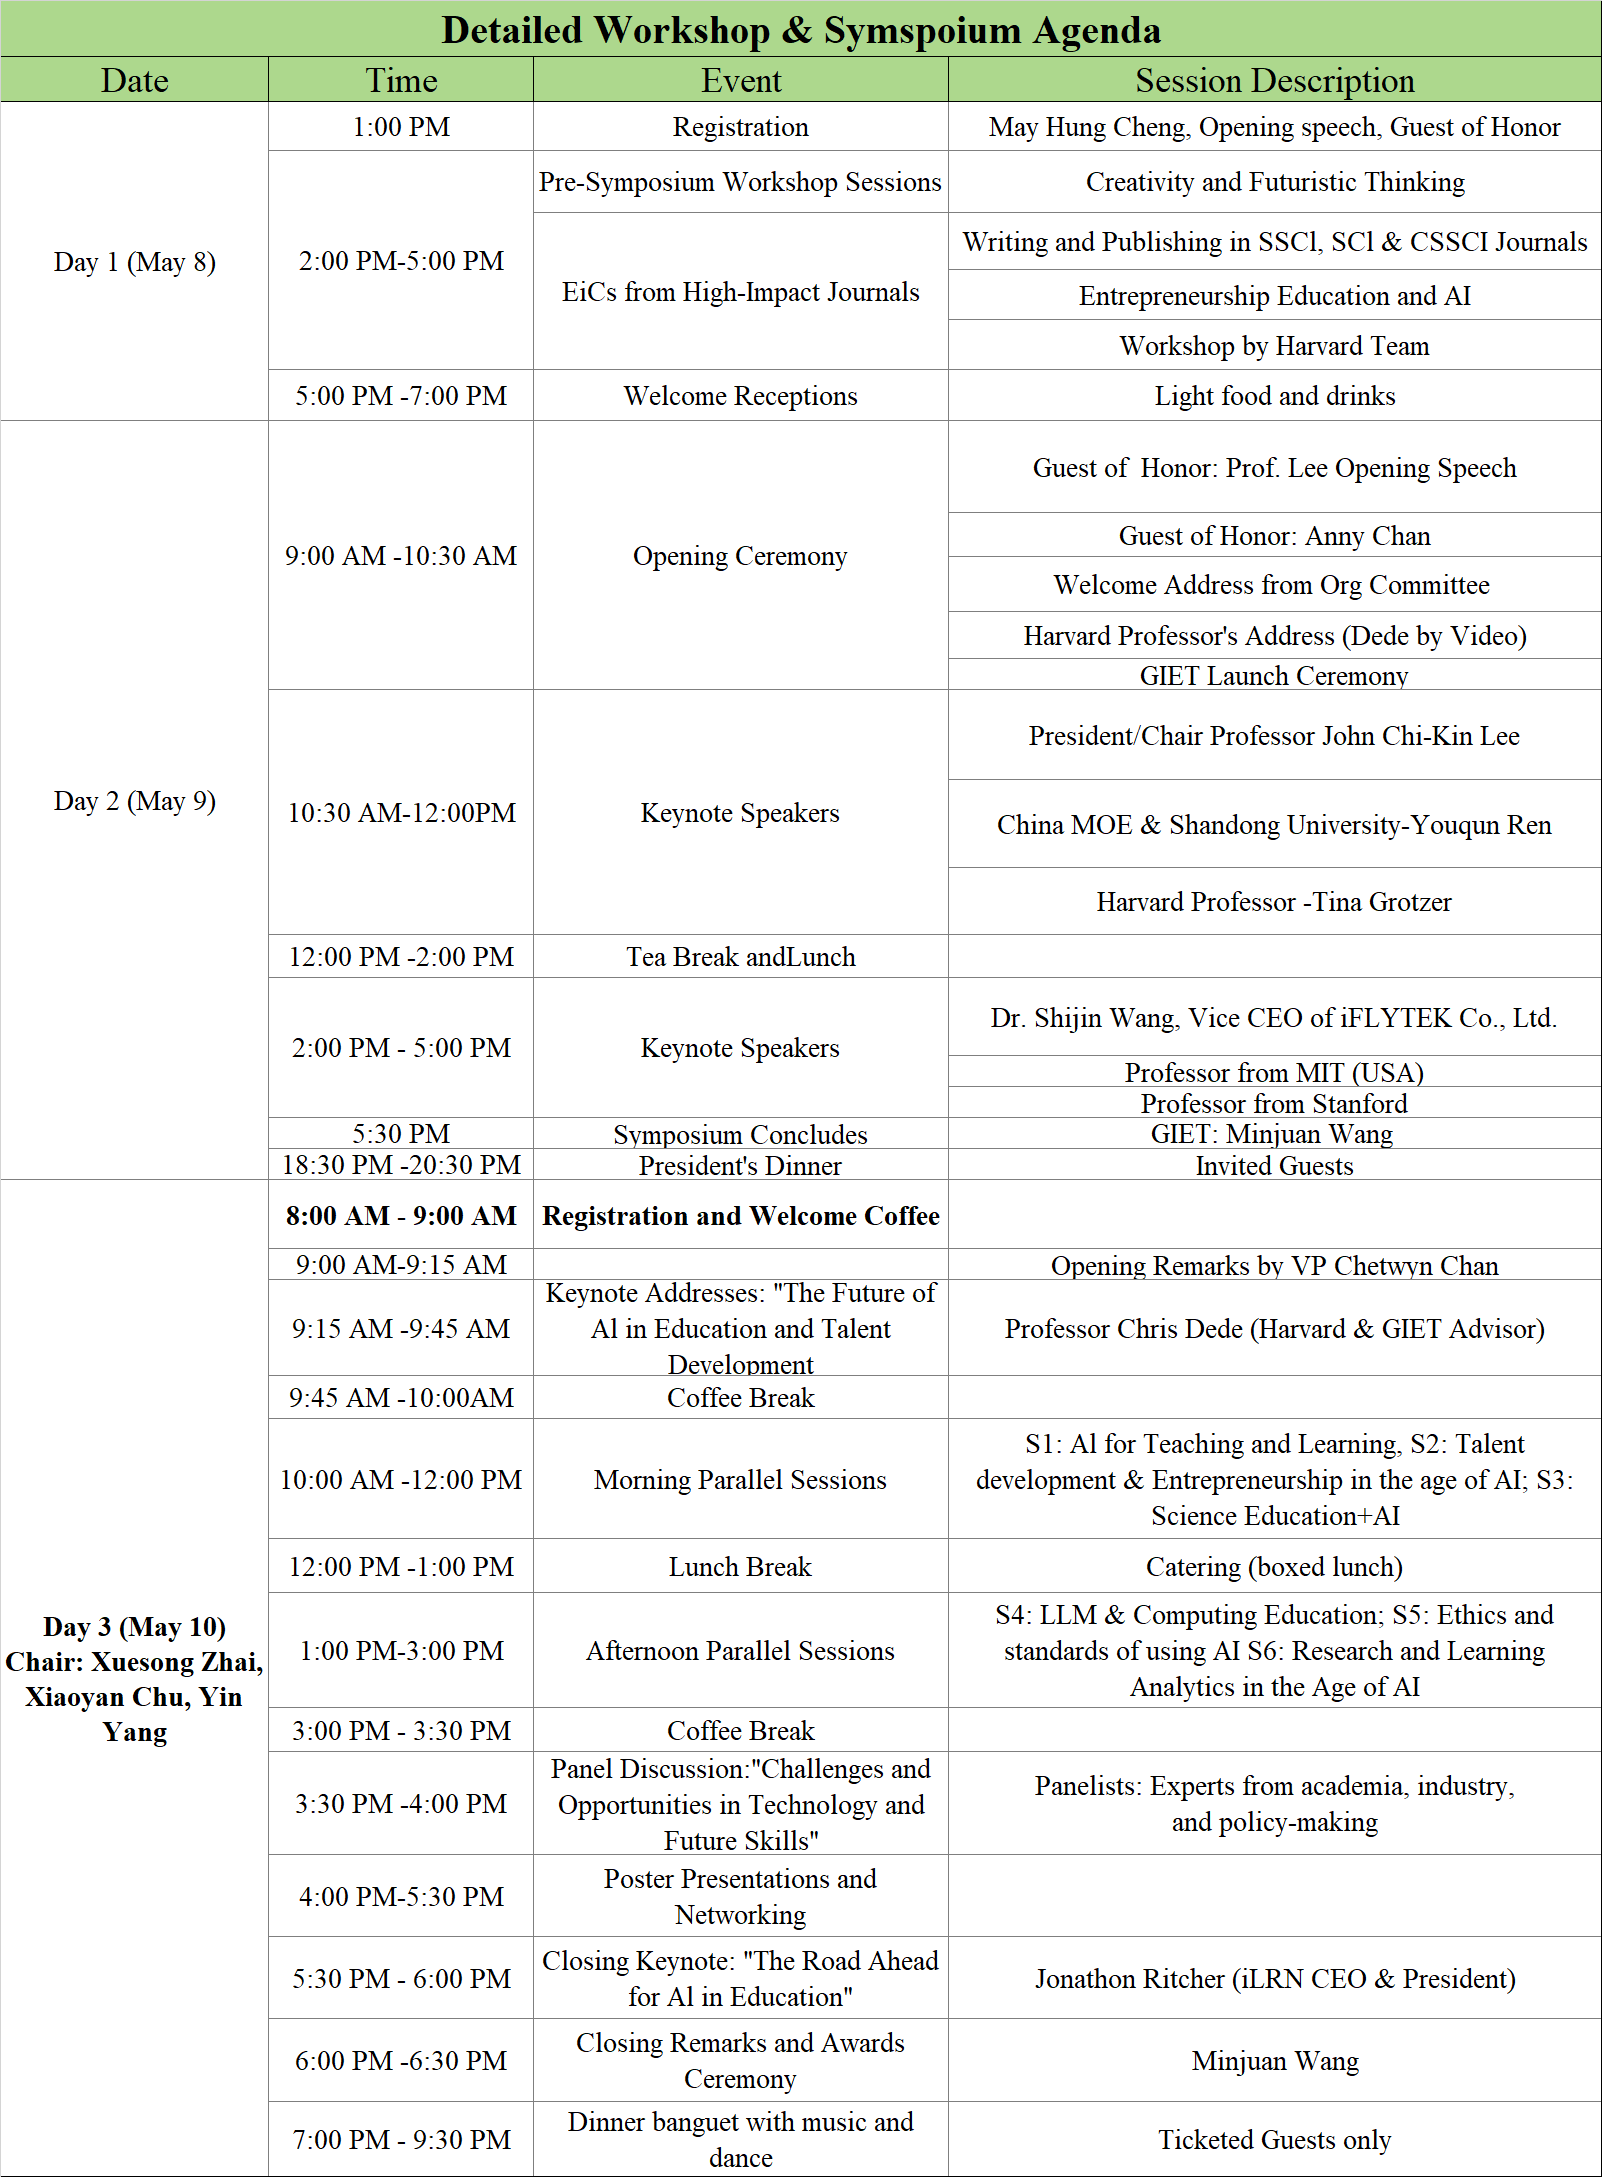 Detailed Workshop & Symspoium Agenda
Date Time Event Session Description
Day 1 (May 8)
1:00 PM Registration May Hung Cheng, Opening speech, Guest of Honor
2:00 PM-5:00 PM
Pre-Symposium Workshop Sessions Creativity and Futuristic Thinking
EiCs from High-Impact Journals
Writing and Publishing in SSCl, SCl & CSSCI Journals
Entrepreneurship Education and AI
Workshop by Harvard Team
5:00 PM -7:00 PM Welcome Receptions Light food and drinks
Day 2 (May 9)
9:00 AM -10:30 AM Opening Ceremony
Guest of  Honor: Prof. Lee Opening Speech
Guest of Honor: Anny Chan
Welcome Address from Org Committee
Harvard Professor's Address (Dede by Video)
GIET Launch Ceremony
10:30 AM-12:00PM Keynote Speakers
President/Chair Professor John Chi-Kin Lee
China MOE & Shandong University-Youqun Ren
Harvard Professor -Tina Grotzer
12:00 PM -2:00 PM Tea Break andLunch
2:00 PM - 5:00 PM Keynote Speakers
Dr. Shijin Wang, Vice CEO of iFLYTEK Co., Ltd.
Professor from MIT (USA)
Professor from Stanford
5:30 PM Symposium Concludes GIET: Minjuan Wang
18:30 PM -20:30 PM President's Dinner Invited Guests
Day 3 (May 10)
Chair: Xuesong Zhai,
Xiaoyan Chu, Yin
Yang
8:00 AM - 9:00 AM Registration and Welcome Coffee
9:00 AM-9:15 AM Opening Remarks by VP Chetwyn Chan
9:15 AM -9:45 AM
Keynote Addresses: "The Future of
Al in Education and Talent
Development
Professor Chris Dede (Harvard & GIET Advisor)
9:45 AM -10:00AM Coffee Break
10:00 AM -12:00 PM Morning Parallel Sessions
S1: Al for Teaching and Learning, S2: Talent
development & Entrepreneurship in the age of AI; S3:
Science Education+AI
12:00 PM -1:00 PM Lunch Break Catering (boxed lunch)
1:00 PM-3:00 PM Afternoon Parallel Sessions
S4: LLM & Computing Education; S5: Ethics and
standards of using AI S6: Research and Learning
Analytics in the Age of AI
3:00 PM - 3:30 PM Coffee Break
3:30 PM -4:00 PM
Panel Discussion:"Challenges and
Opportunities in Technology and
Future Skills"
Panelists: Experts from academia, industry,
and policy-making
4:00 PM-5:30 PM
Poster Presentations and
Networking
5:30 PM - 6:00 PM
Closing Keynote: "The Road Ahead
for Al in Education"
Jonathon Ritcher (iLRN CEO & President)
6:00 PM -6:30 PM
Closing Remarks and Awards
Ceremony
Minjuan Wang
7:00 PM - 9:30 PM
Dinner banguet with music and
dance
Ticketed Guests only